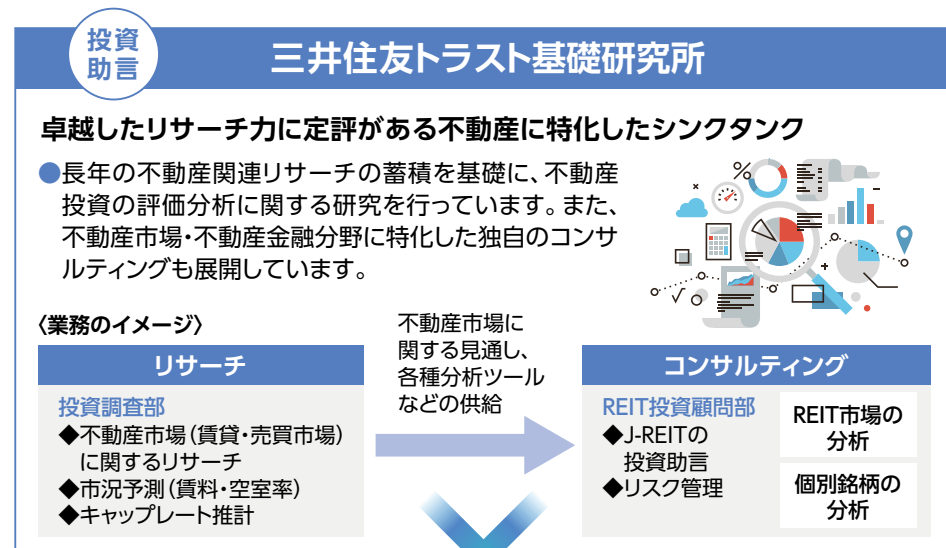 投資
助言
三井住友トラスト基礎研究所
卓越したリサーチ力に定評がある不動産に特化したシンクタンク
●長年の不動産関連リサーチの蓄積を基礎に、不動産
投資の評価分析に関する研究を行っています。また、
不動産市場・不動産金融分野に特化した独自のコンサ
ルティングも展開しています。
%
√
〈業務のイメージ〉
リサーチ
投資調査部
◆不動産市場（賃貸・売買市場）
に関するリサーチ
◆市況予測（賃料・空室率）
◆キャップレート推計
不動産市場に
関する見通し、
各種分析ツール
などの供給
コンサルティング
REIT投資顧問部
◆J-REITの
投資助言
◆リスク管理
REIT市場の
分析
個別銘柄の
分析